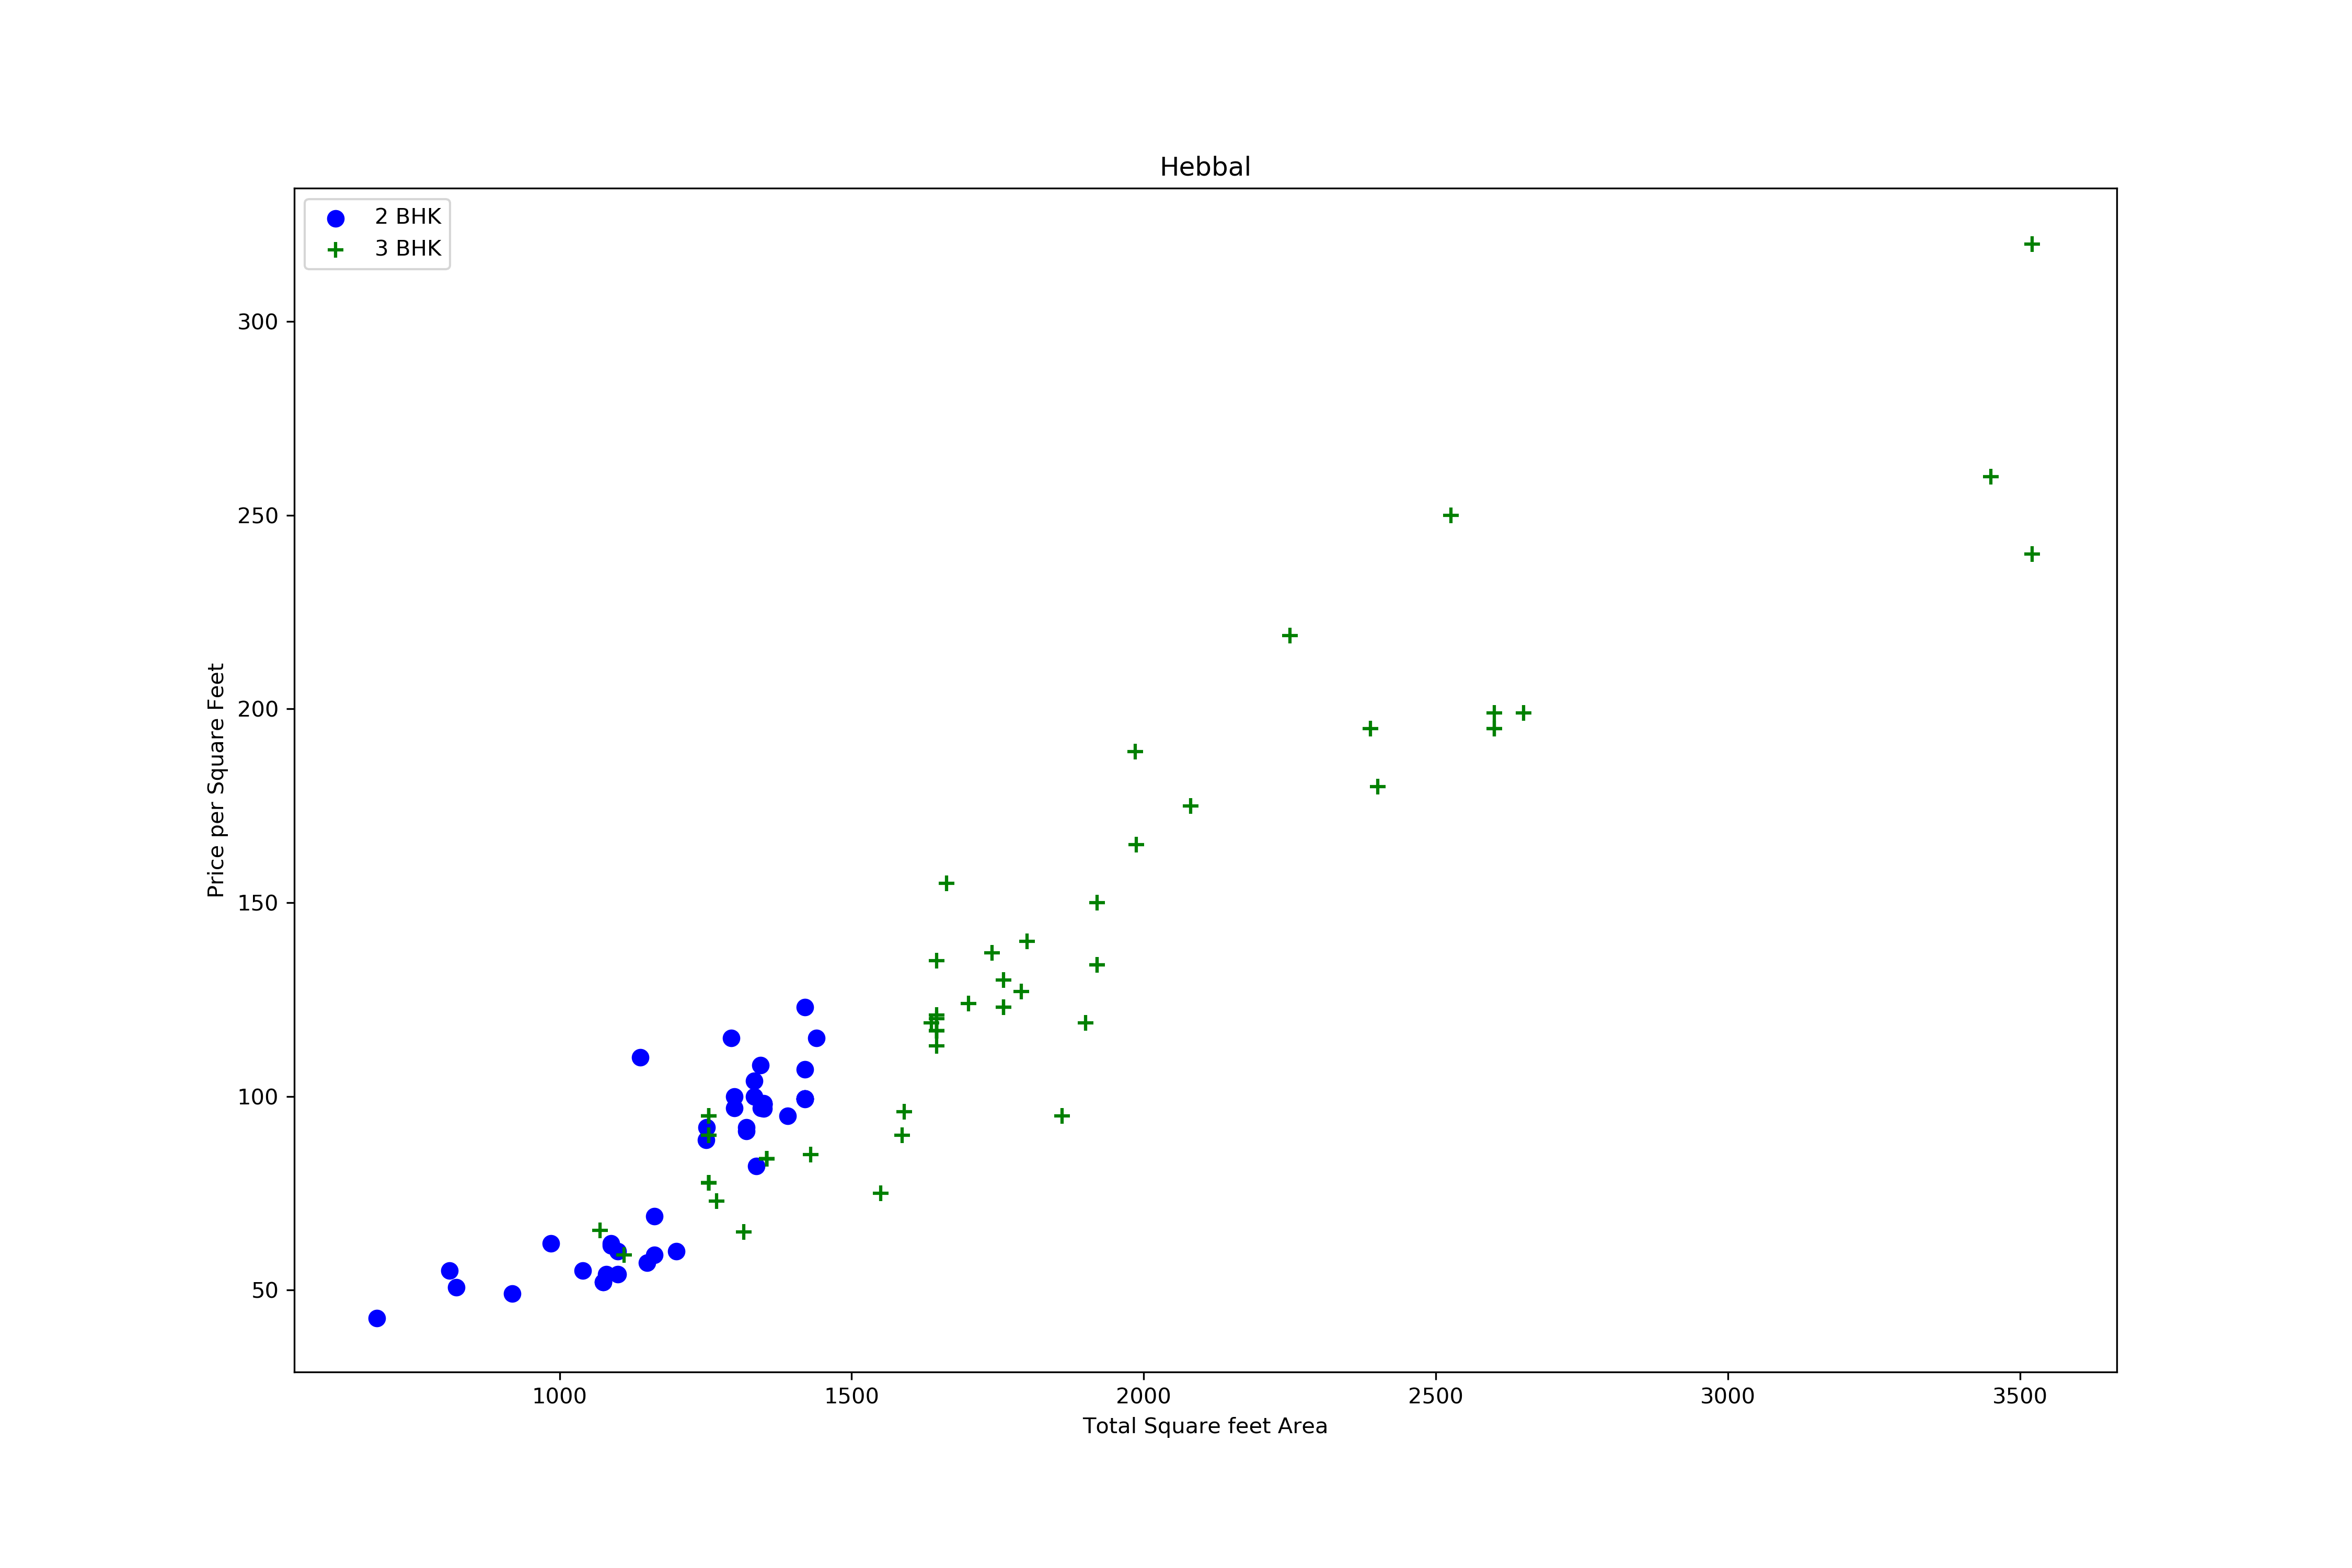 Hebbal
2 BHK
3 BHK
300
250
200
150
100
50
Price per Square Feet
1000 1500 2000 2500 3000 3500
Total Square feet Area